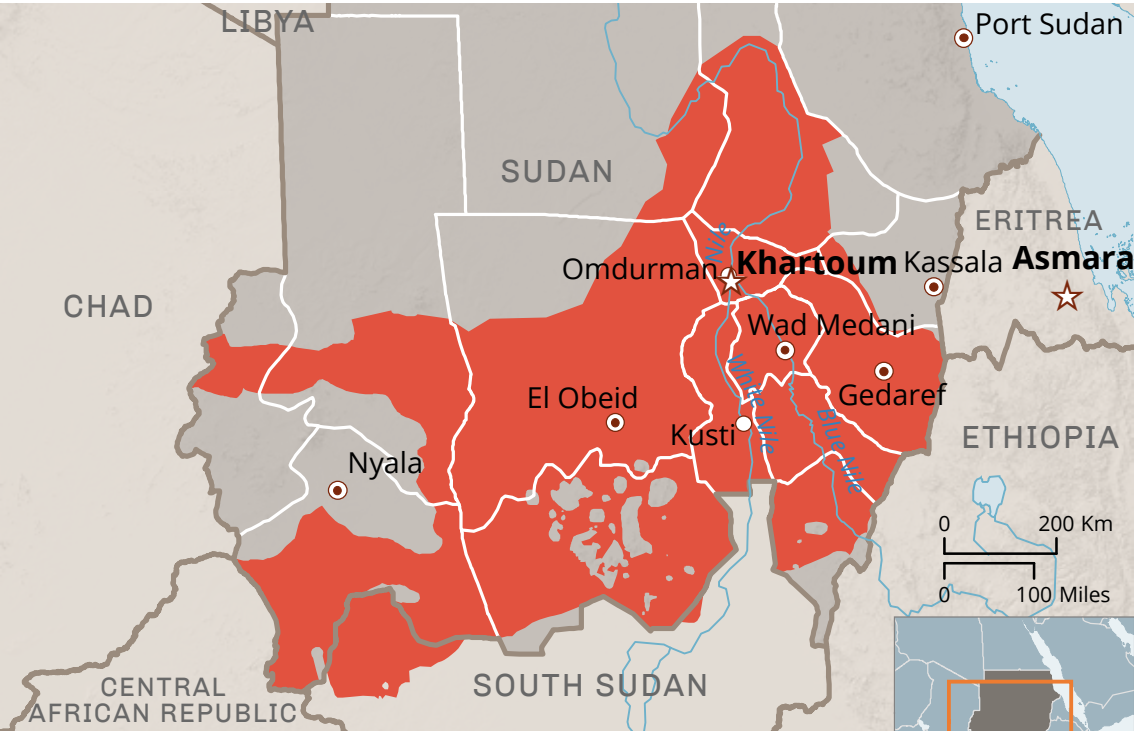 LIBYA
Port Sudan
SUDAN
ERITREA
Nile
Omdurman
Khartoum
Kassala
Asmara
CHAD
Wad Medani
White Nile
El Obeid
Gedaref
Kusti
Blue Nile
ETHIOPIA
Nyala
0 200 Km
0 100 Miles
CENTRAL
AFRICAN REPUBLIC
SOUTH SUDAN